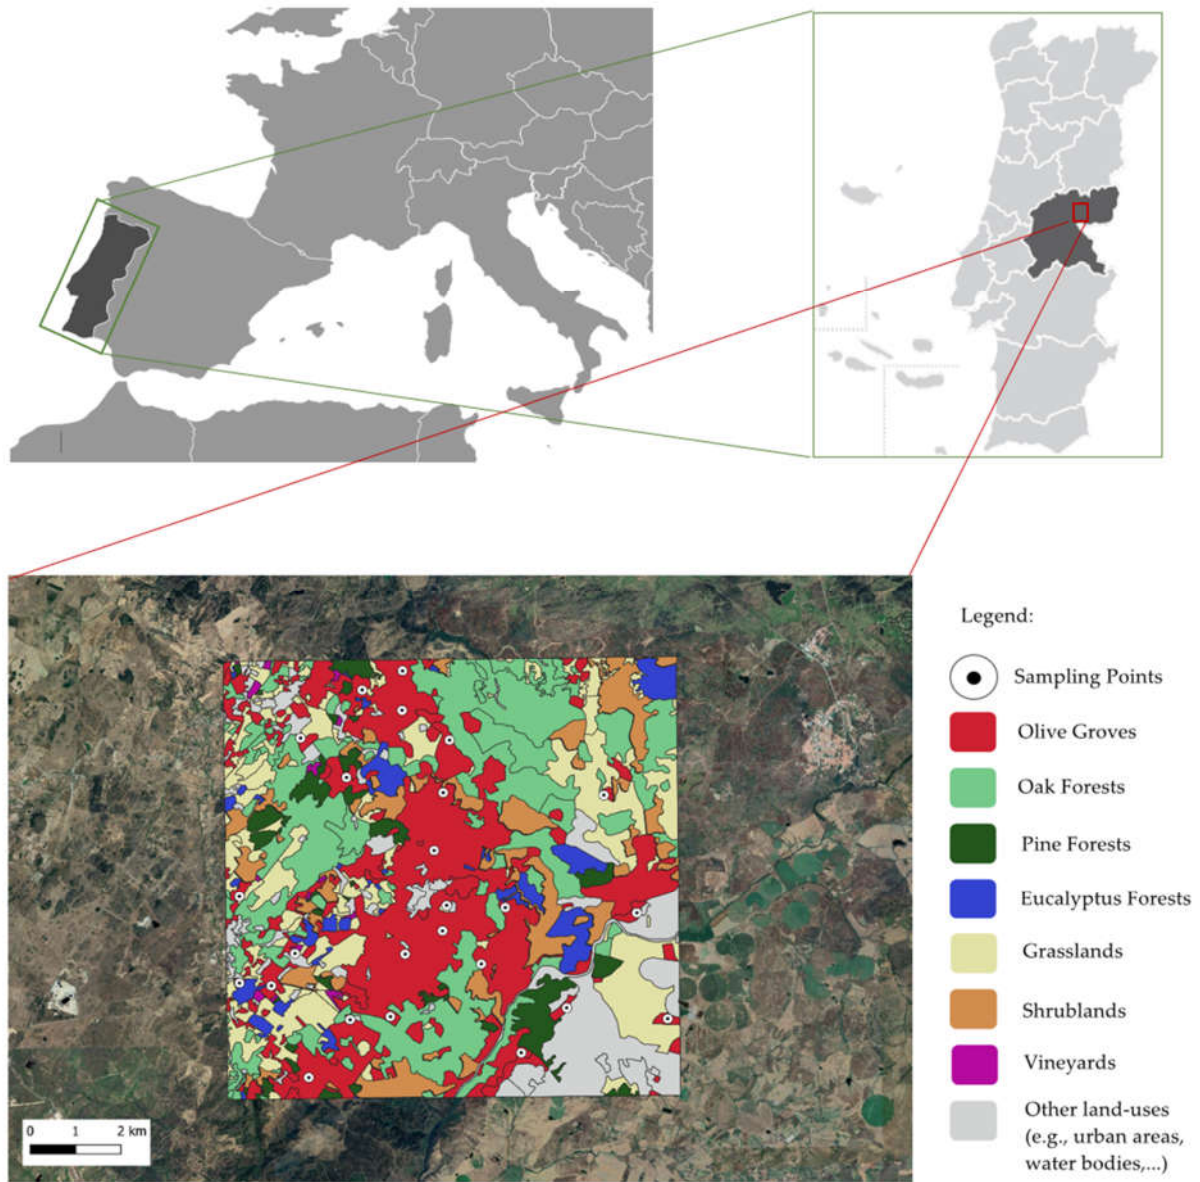 Legend:
Sampling Points
Olive Groves
Oak Forests
Pine Forests
Eucalyptus Forests
Grasslands
Shrublands
Vineyards
Other land-uses
(e.g., urban areas,
water bodies,...)
0 1 2 km